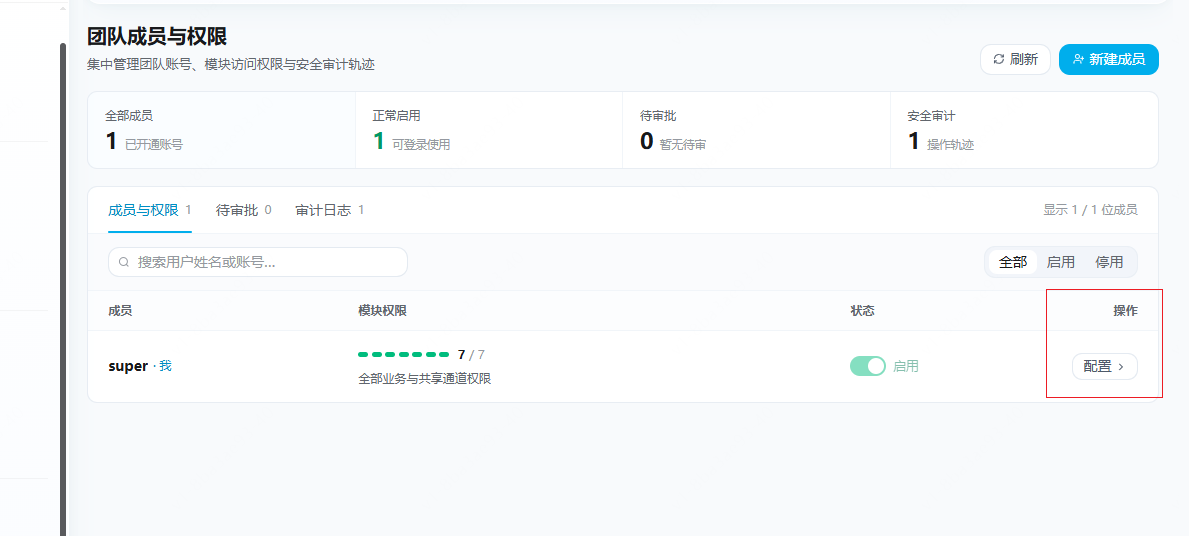 团队成员与权限
集中管理团队账号、模块访问权限与安全审计轨迹
刷新 新建成员
全部成员 正常启用 待审批 安全审计
1 已开通账号 1 可登录使用 0 暂无待审 1 操作轨迹
成员与权限 1 待审批 0 审计日志 1 显示 1 / 1 位成员
搜索用户姓名或账号... 全部 启用 停用
成员 模块权限 状态 操作
super · 我 7 / 7 启用 配置 ›
全部业务与共享通道权限